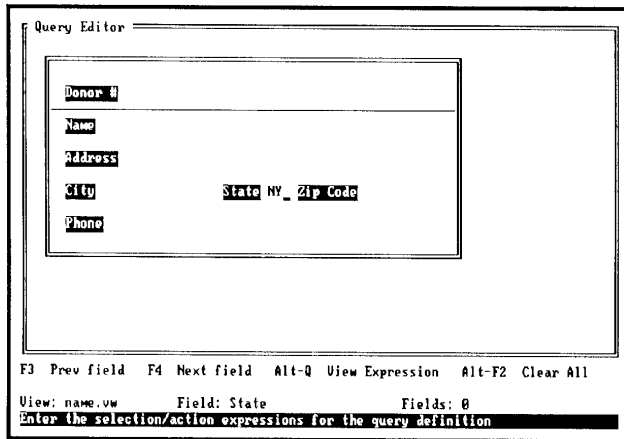 Query Editor
Donor #
Name
Address
City State NY_ Zip Code
Phone
F3 Prev field F4 Next field Alt-Q View Expression Alt-F2 Clear All
View: name.vw Field: State Fields: 0
Enter the selection/action expressions for the query definition